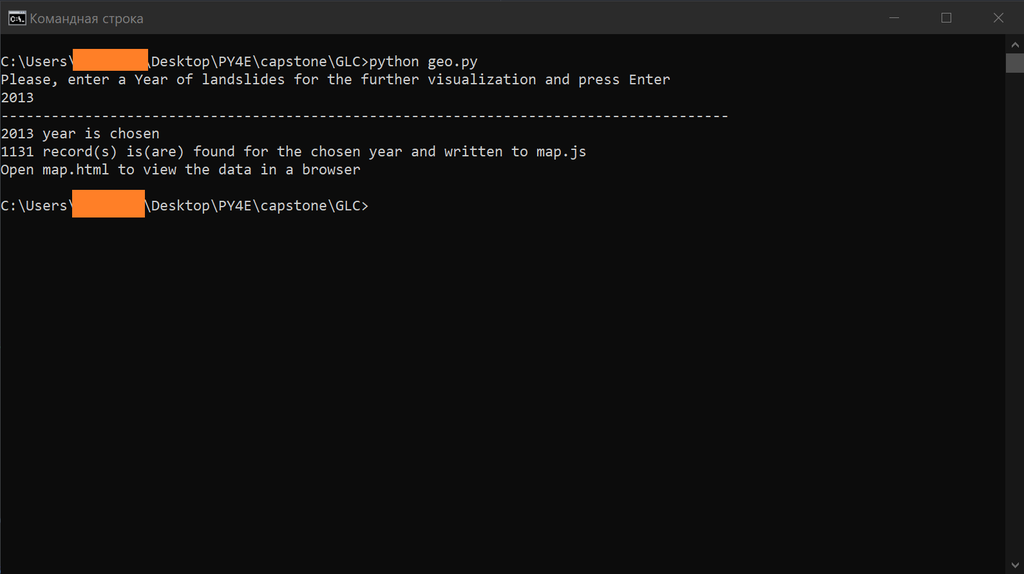 Командная строка
C:\Users\ \Desktop\PY4E\capstone\GLC>python geo.py
Please, enter a Year of landslides for the further visualization and press Enter
2013
---------------------------------------------------------------------------------------
2013 year is chosen
1131 record(s) is(are) found for the chosen year and written to map.js
Open map.html to view the data in a browser
C:\Users\ \Desktop\PY4E\capstone\GLC>